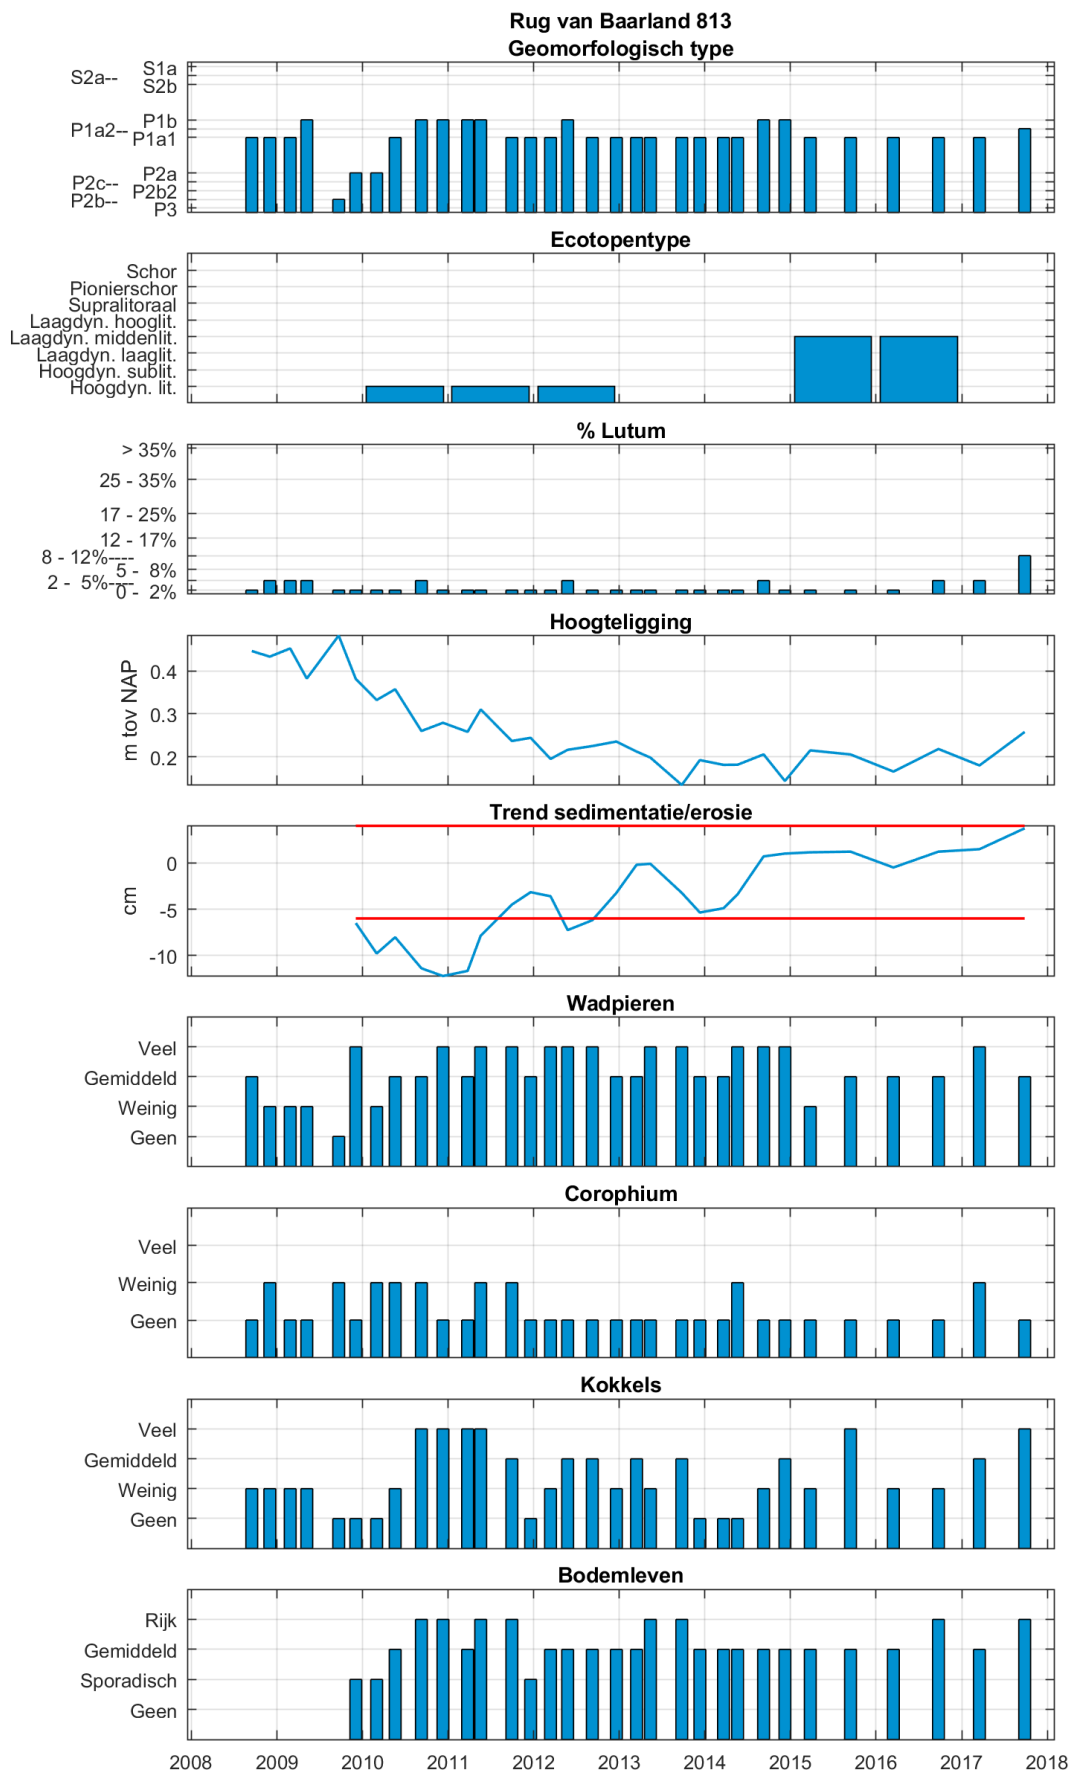 Rug van Baarland 813
Geomorfologisch type
S1a
S2a--
S2b
P1b
P1a2--
P1a1
P2a
P2c--
P2b2
P2b--
P3
Ecotopentype
Schor
Pionierschor
Supralitoraal
Laagdyn. hooglit.
Laagdyn. middenlit.
Laagdyn. laaglit.
Hoogdyn. sublit.
Hoogdyn. lit.
% Lutum
> 35%
25 - 35%
17 - 25%
12 - 17%
8 - 12%----
5 - 8%
2 - 5%----
0 - 2%
Hoogteligging
m tov NAP
0.4
0.3
0.2
Trend sedimentatie/erosie
cm
0
-5
-10
Wadpieren
Veel
Gemiddeld
Weinig
Geen
Corophium
Veel
Weinig
Geen
Kokkels
Veel
Gemiddeld
Weinig
Geen
Bodemleven
Rijk
Gemiddeld
Sporadisch
Geen
2008 2009 2010 2011 2012 2013 2014 2015 2016 2017 2018